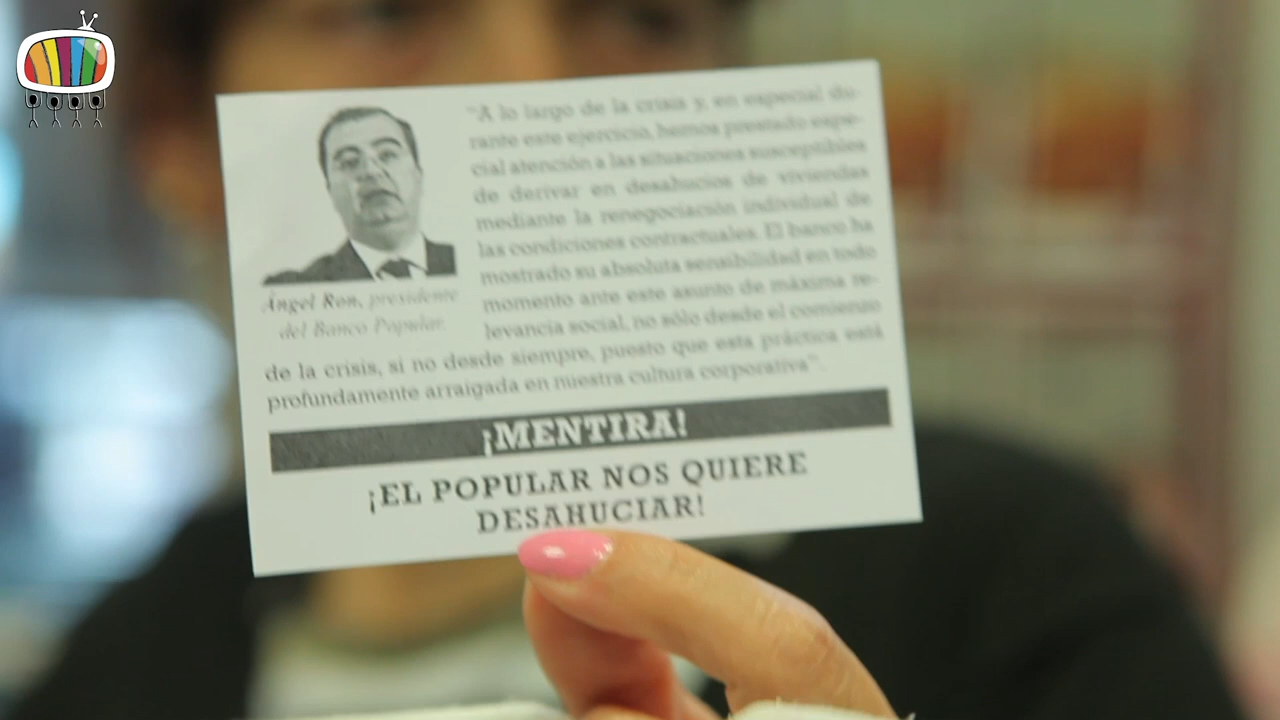 "A lo largo de la crisis y, en especial du-
rante este ejercicio, hemos prestado espe-
cial atención a las situaciones susceptibles
de derivar en desahucios de viviendas
mediante la renegociación individual de
las condiciones contractuales. El banco ha
mostrado su absoluta sensibilidad en todo
momento ante este asunto de máxima re-
levancia social, no sólo desde el comienzo
de la crisis, si no desde siempre, puesto que esta práctica está
profundamente arraigada en nuestra cultura corporativa".
Ángel Ron, presidente
del Banco Popular.
¡MENTIRA!
¡EL POPULAR NOS QUIERE
DESAHUCIAR!